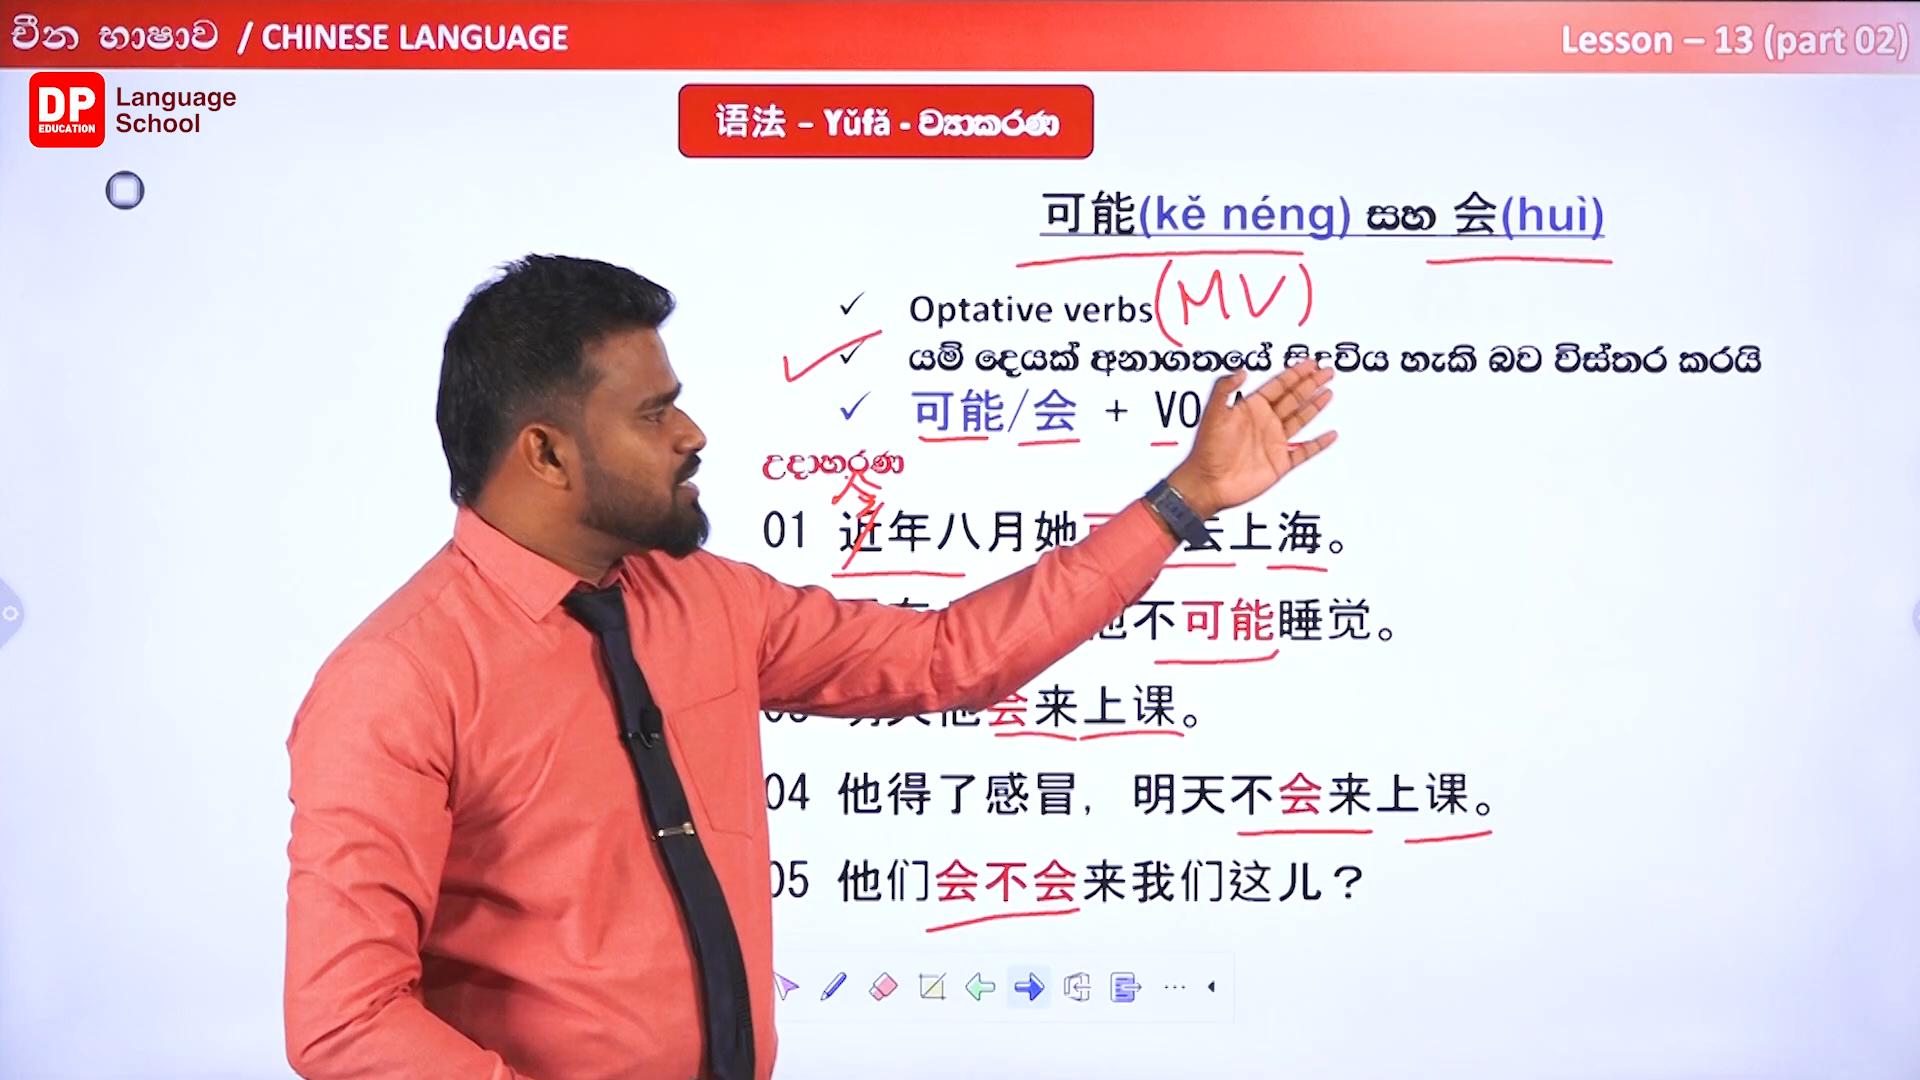 චීන භාෂාව / CHINESE LANGUAGE
Lesson – 13 (part 02)
DP
EDUCATION
Language
School
语法 – Yǔfǎ - ව්‍යාකරණ
可能(kě néng) සහ 会(huì)
✓ Optative verbs (MV)
✓ යම් දෙයක් අනාගතයේ සිදුවිය හැකි බව විස්තර කරයි
✓ 可能/会 + VO
උදාහරණ
今
01 近年八月她 去上海。
不可能睡觉。
会来上课。
04 他得了感冒, 明天不会来上课。
05 他们会不会来我们这儿?